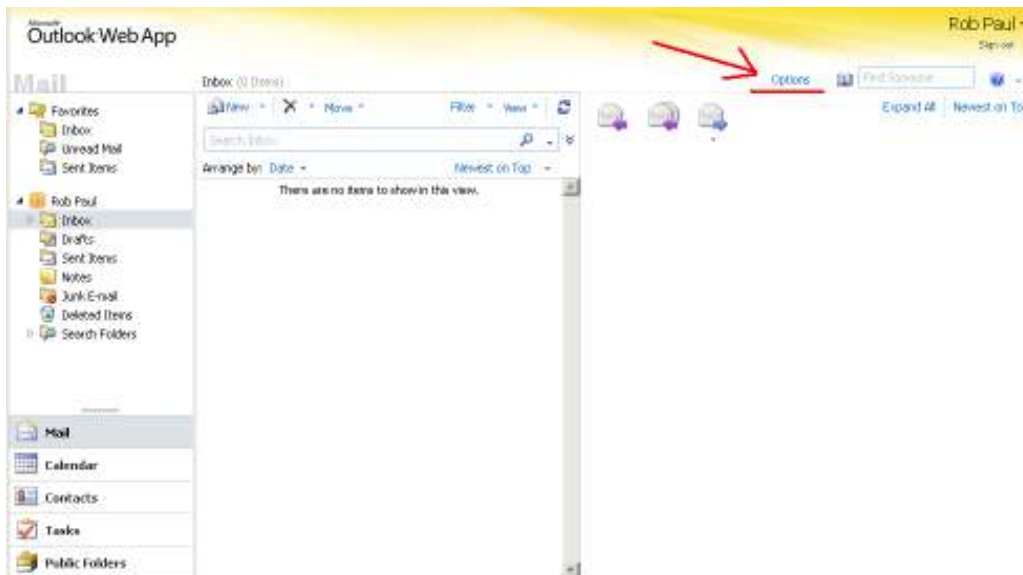 Microsoft
Outlook Web App
Rob Paul
Sign out
Mail
Inbox (0 Items)
Options
Find Someone
Favorites
Inbox
Unread Mail
Sent Items
Rob Paul
Inbox
Drafts
Sent Items
Notes
Junk E-mail
Deleted Items
Search Folders
New
Move
Filter
View
Search Inbox
Arrange by: Date
Newest on Top
There are no items to show in this view.
Expand All
Newest on To
Mail
Calendar
Contacts
Tasks
Public Folders